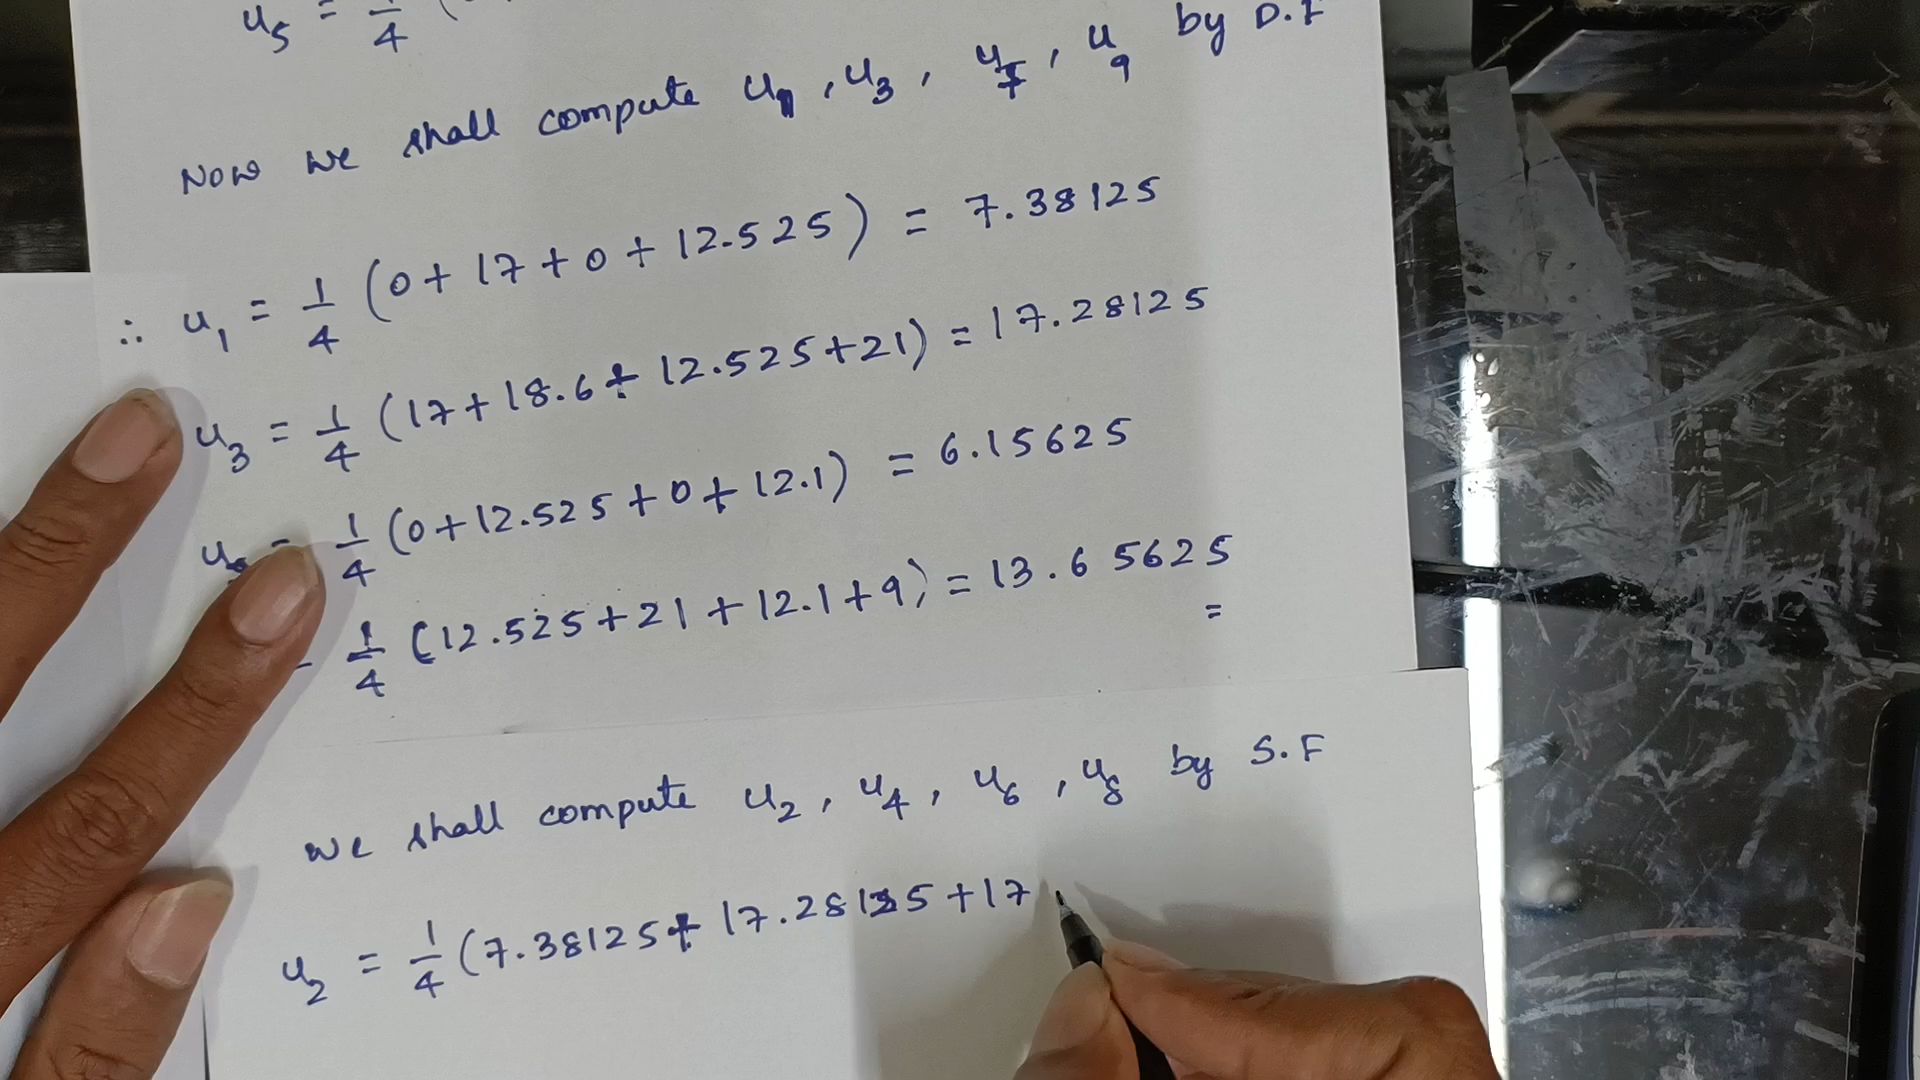 u5 = 1/4 (
Now we shall compute u1, u3, u7, u9 by D.F
∴ u1 = 1/4 (0+17+0+12.525) = 7.38125
u3 = 1/4 (17+18.6+12.525+21) = 17.28125
u = 1/4 (0+12.525+0+12.1) = 6.15625
= 1/4 (12.525+21+12.1+9) = 13.65625
=
we shall compute u2, u4, u6, u8 by S.F
u2 = 1/4 (7.38125+17.28125+17